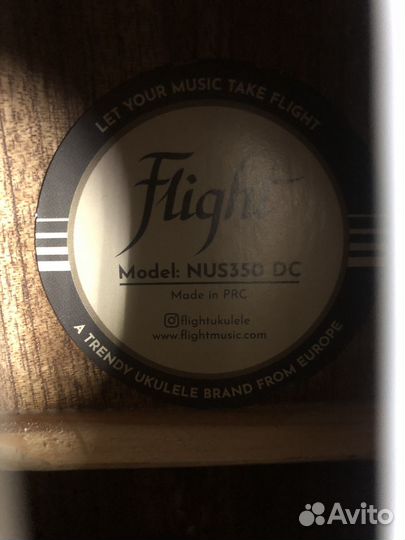 LET YOUR MUSIC TAKE FLIGHT
Flight
Model: NUS350 DC
Made in PRC
flightukulele
www.flightmusic.com
A TRENDY UKULELE BRAND FROM EUROPE
Avito